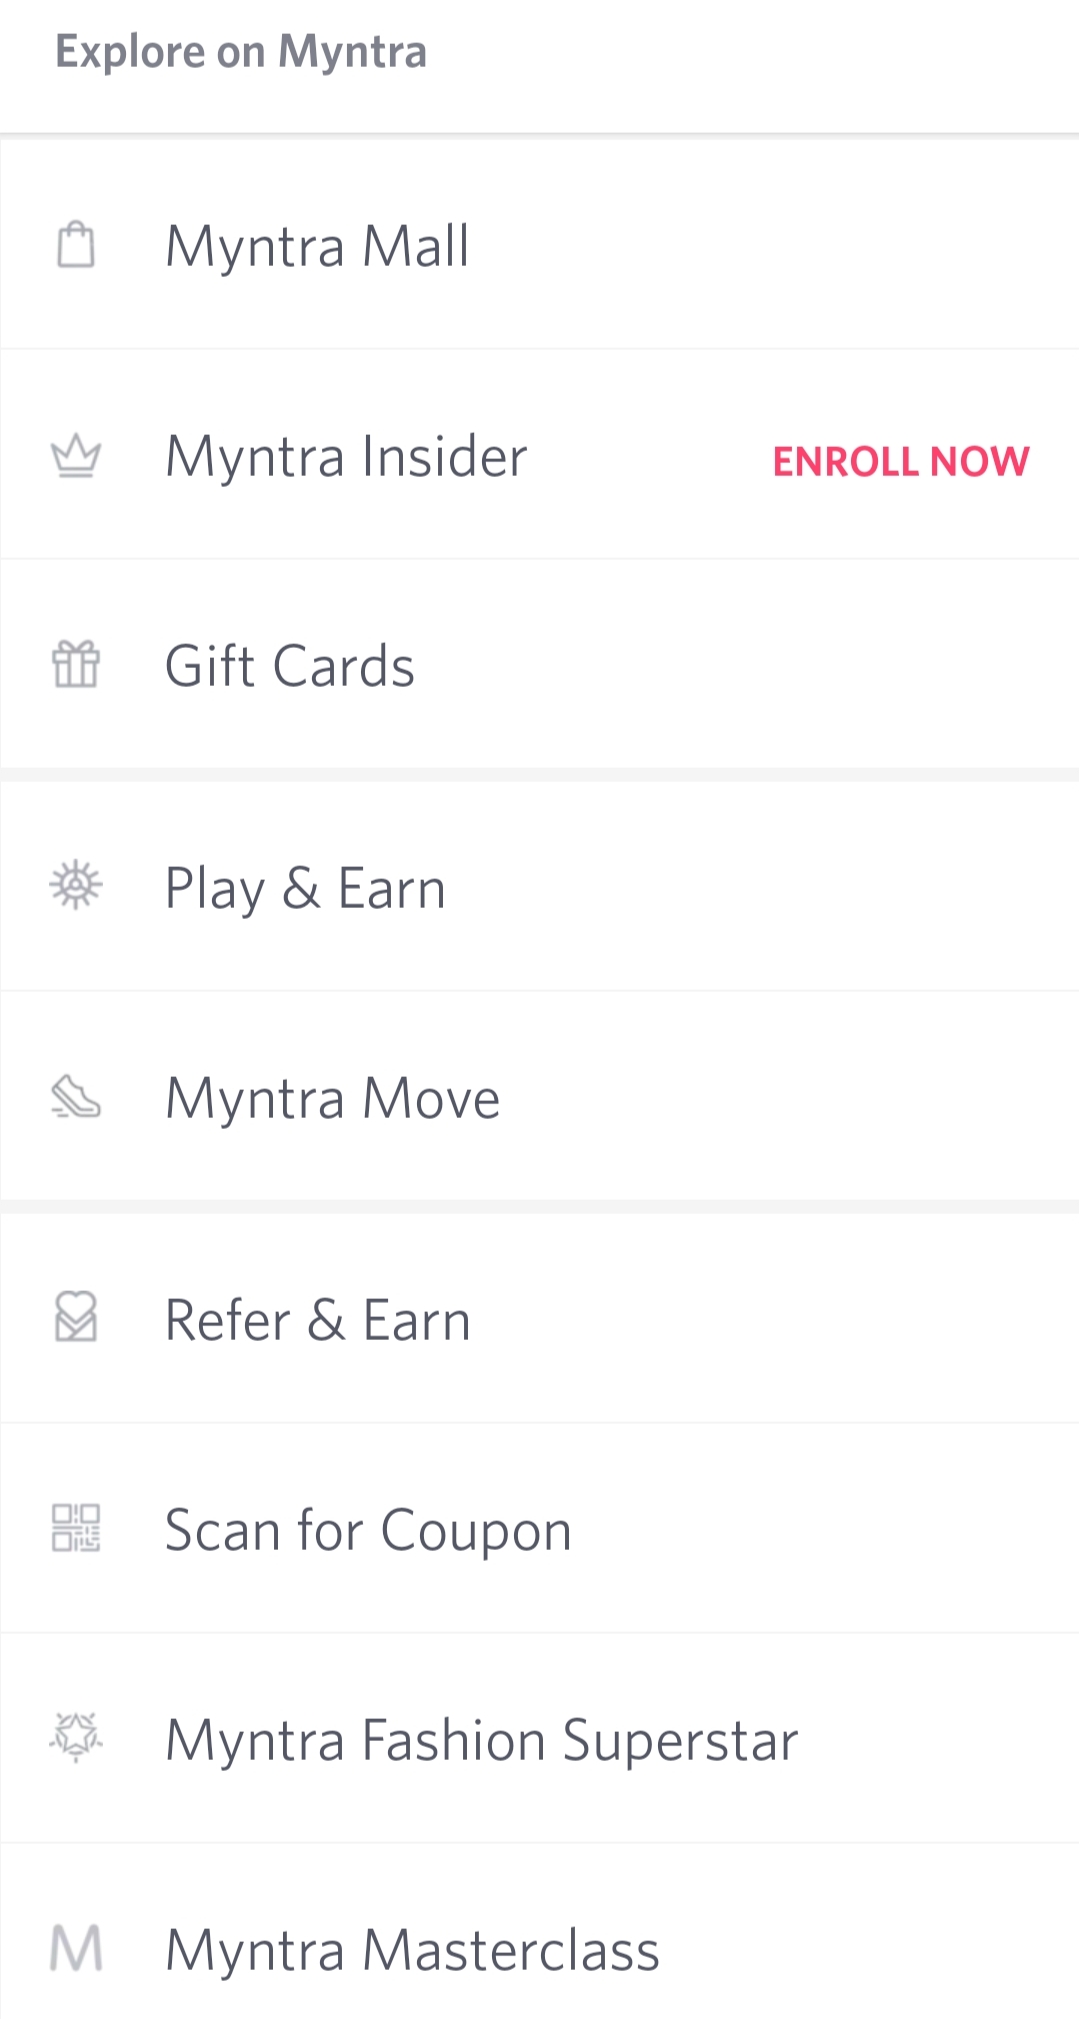 Explore on Myntra
Myntra Mall
Myntra Insider ENROLL NOW
Gift Cards
Play & Earn
Myntra Move
Refer & Earn
Scan for Coupon
Myntra Fashion Superstar
M Myntra Masterclass